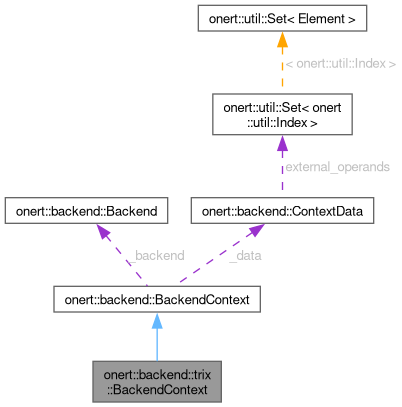 onert::util::Set< Element >
< onert::util::Index >
onert::util::Set< onert
::util::Index >
external_operands
onert::backend::Backend
onert::backend::ContextData
_backend
_data
onert::backend::BackendContext
onert::backend::trix
::BackendContext